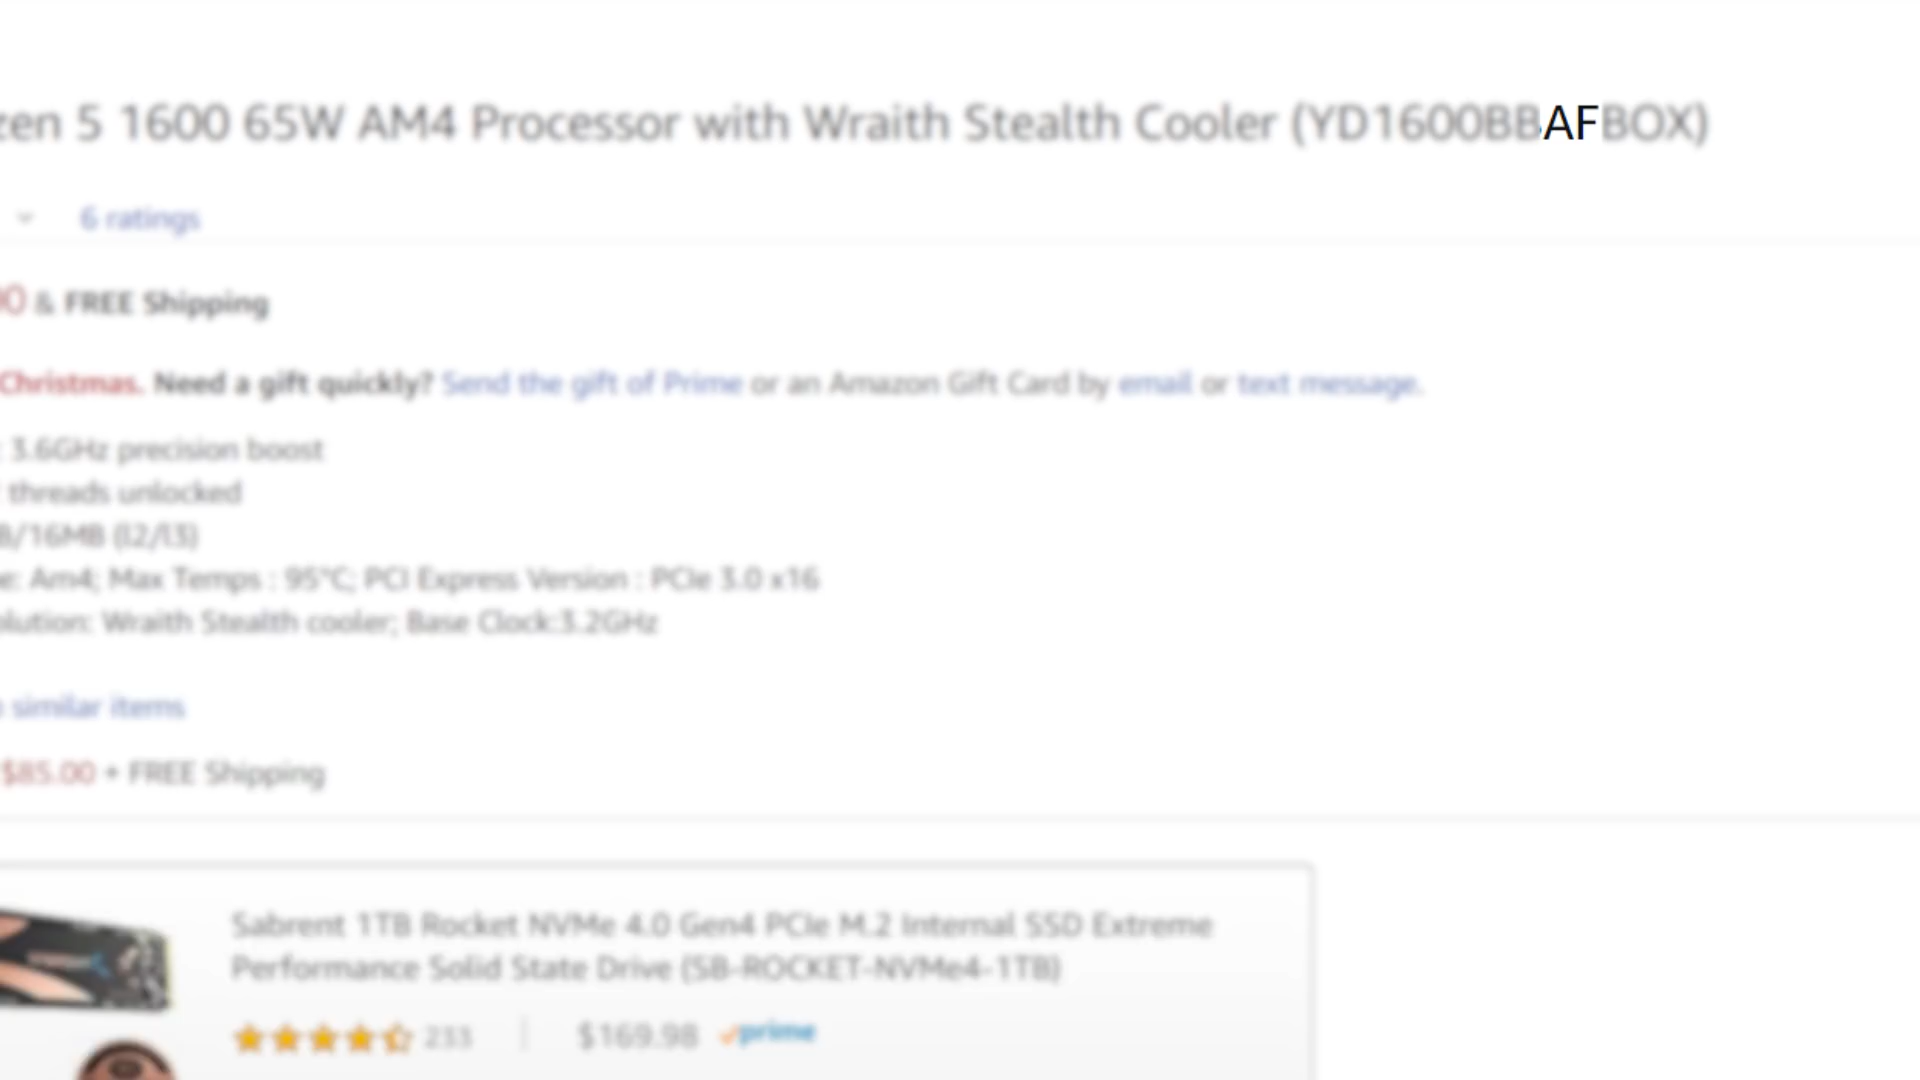 zen 5 1600 65W AM4 Processor with Wraith Stealth Cooler (YD1600BBAFBOX)
6 ratings
00 & FREE Shipping
Christmas. Need a gift quickly? Send the gift of Prime or an Amazon Gift Card by email or text message.
: 3.6GHz precision boost
threads unlocked
B/16MB (l2/l3)
e: Am4; Max Temps : 95°C; PCI Express Version : PCIe 3.0 x16
olution: Wraith Stealth cooler; Base Clock:3.2GHz
similar items
$85.00 + FREE Shipping
Sabrent 1TB Rocket NVMe 4.0 Gen4 PCIe M.2 Internal SSD Extreme
Performance Solid State Drive (SB-ROCKET-NVMe4-1TB)
233 | $169.98 prime